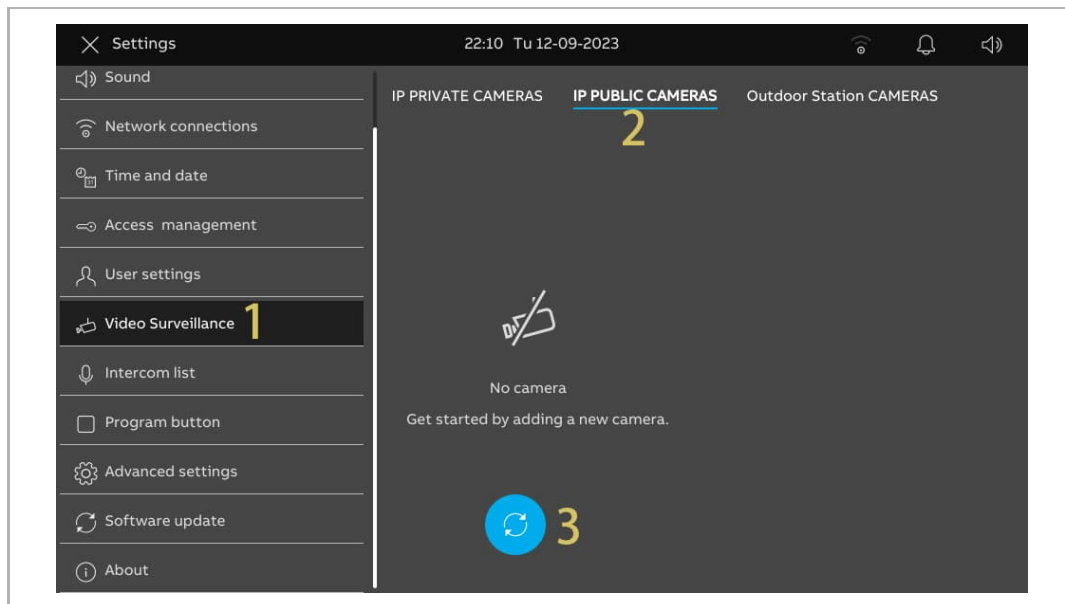 Settings
22:10 Tu 12-09-2023
Sound
IP PRIVATE CAMERAS IP PUBLIC CAMERAS Outdoor Station CAMERAS
2
Network connections
Time and date
Access management
User settings
Video Surveillance 1
Intercom list
No camera
Program button
Get started by adding a new camera.
Advanced settings
Software update
3
About